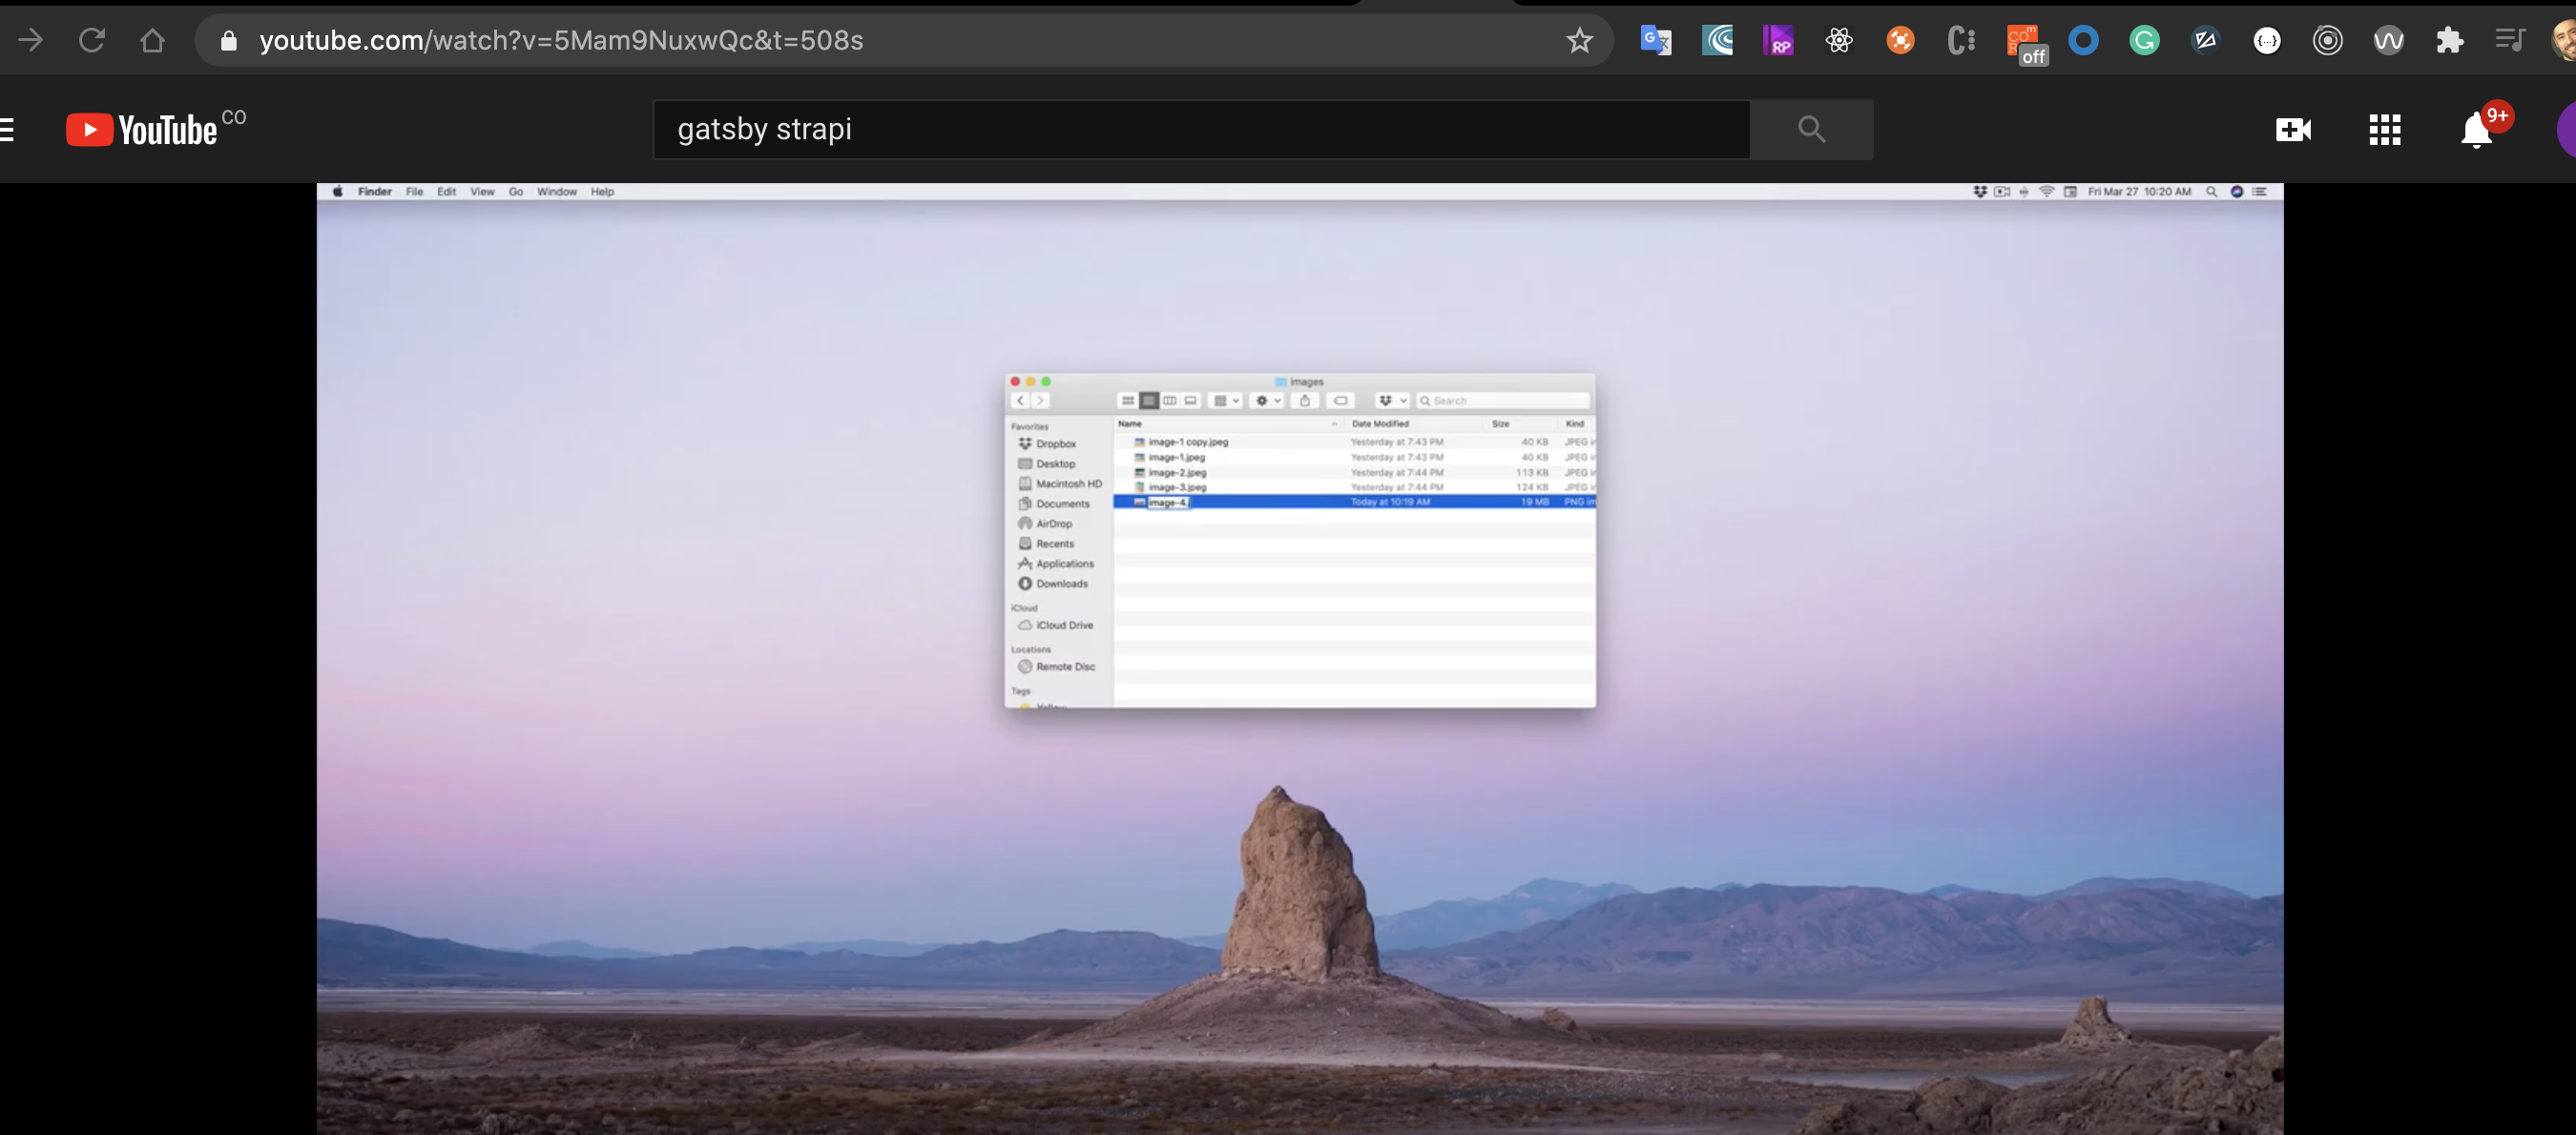 youtube.com/watch?v=5Mam9NuxwQc&t=508s
off
YouTube CO
gatsby strapi
9+
Finder File Edit View Go Window Help
Fri Mar 27 10:20 AM
images
Search
Favorites
Dropbox
Desktop
Macintosh HD
Documents
AirDrop
Recents
Applications
Downloads
iCloud
iCloud Drive
Locations
Remote Disc
Tags
Yellow
Name Date Modified Size Kind
image-1 copy.jpeg Yesterday at 7:43 PM 40 KB JPEG
image-1.jpeg Yesterday at 7:43 PM 40 KB JPEG
image-2.jpeg Yesterday at 7:44 PM 113 KB JPEG
image-3.jpeg Yesterday at 7:44 PM 124 KB JPEG
image-4. Today at 10:19 AM 19 MB PNG